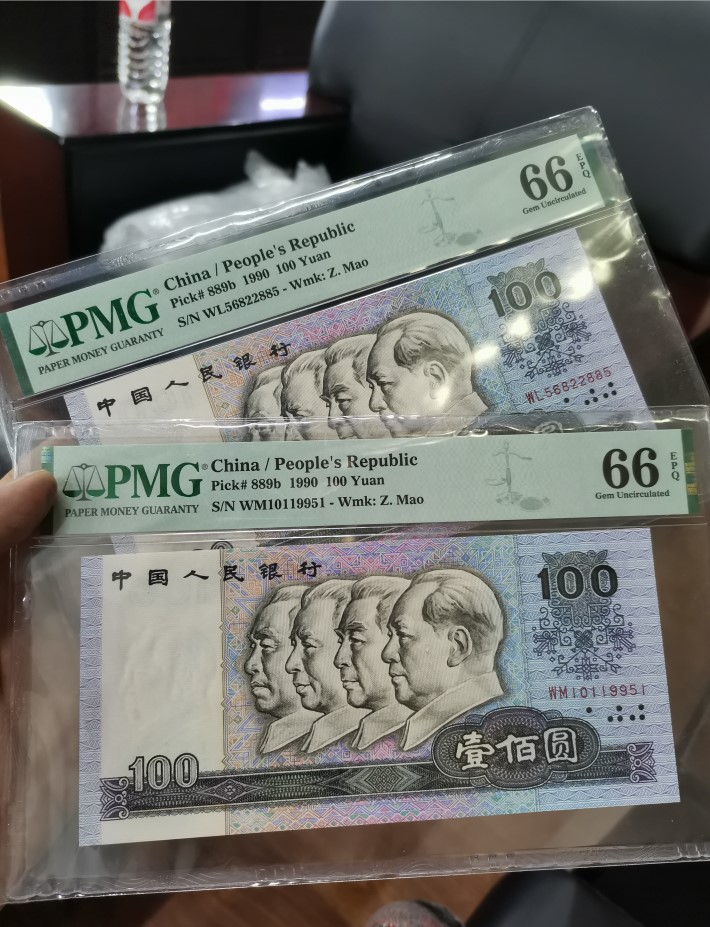 China / People's Republic
Pick# 889b 1990 100 Yuan
S/N WL56822885 - Wmk: Z. Mao
PMG®
PAPER MONEY GUARANTY
66 EPQ
Gem Uncirculated
中国人民银行
100
WL56822885
China / People's Republic
Pick# 889b 1990 100 Yuan
S/N WM10119951 - Wmk: Z. Mao
PMG®
PAPER MONEY GUARANTY
66 EPQ
Gem Uncirculated
中国人民银行
100
WM10119951
壹佰圆
100